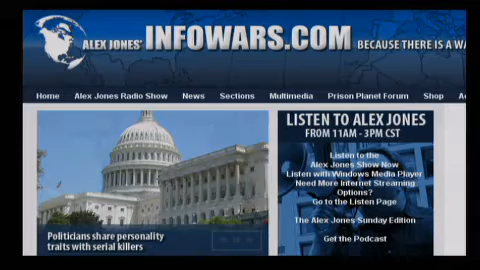 ALEX JONES' INFOWARS.COM BECAUSE THERE IS A WA
Home Alex Jones Radio Show News Sections Multimedia Prison Planet Forum Shop
LISTEN TO ALEX JONES
FROM 11AM - 3PM CST
Listen to the
Alex Jones Show Now
Listen with Windows Media Player
Need More Internet Streaming
Options?
Go to the Listen Page
The Alex Jones Sunday Edition
Get the Podcast
Politicians share personality
traits with serial killers